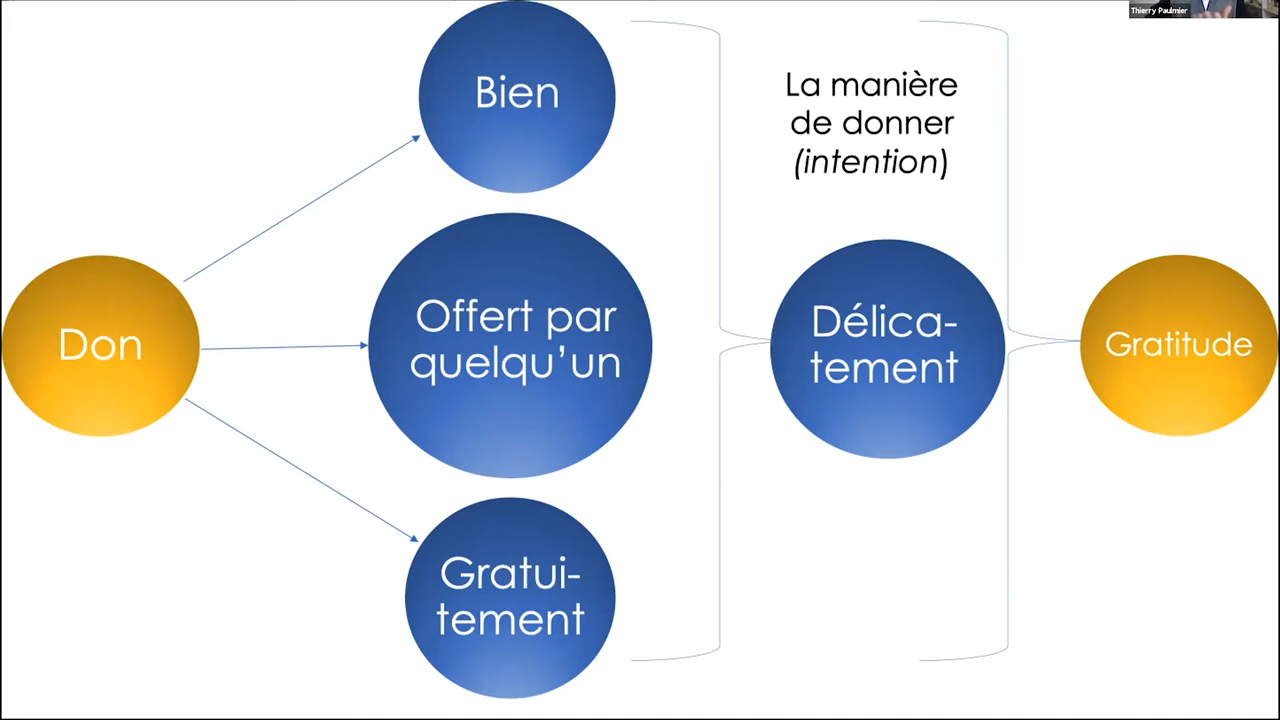 Thierry Paulmier
Bien
La manière
de donner
(intention)
Don
Offert par
quelqu’un
Délica-
tement
Gratitude
Gratui-
tement